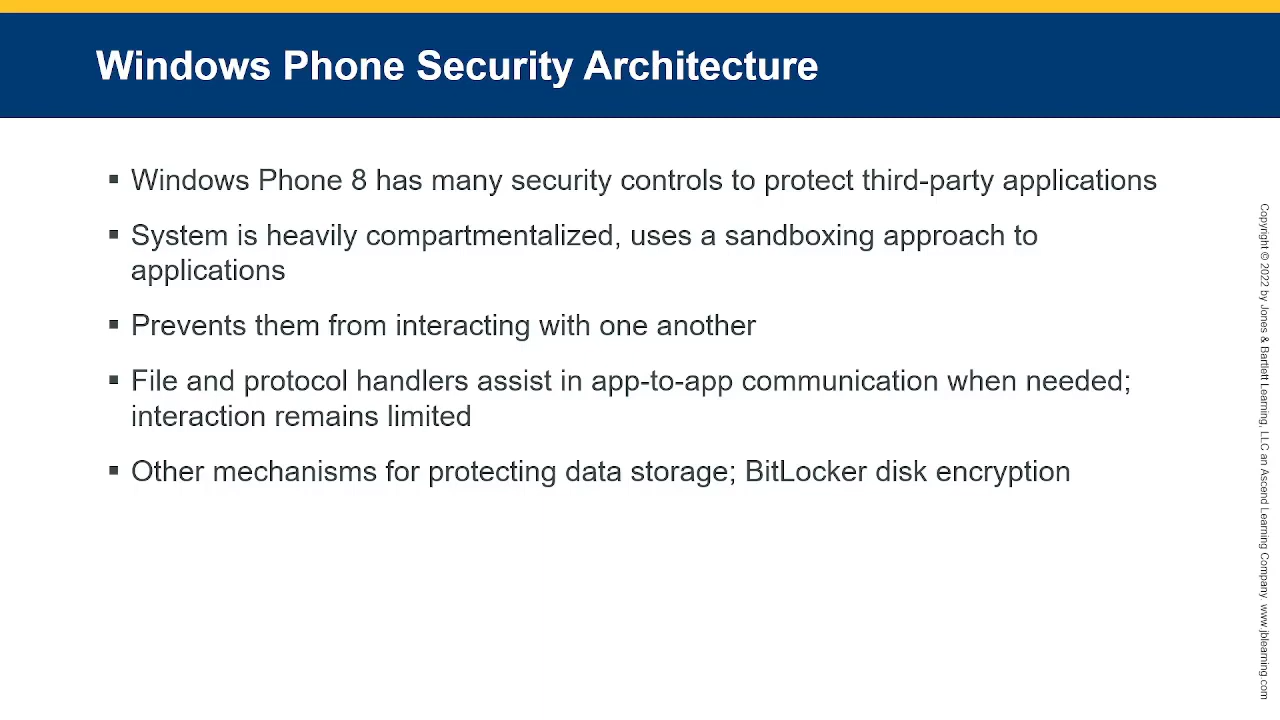 Windows Phone Security Architecture
▪ Windows Phone 8 has many security controls to protect third-party applications
▪ System is heavily compartmentalized, uses a sandboxing approach to
applications
▪ Prevents them from interacting with one another
▪ File and protocol handlers assist in app-to-app communication when needed;
interaction remains limited
▪ Other mechanisms for protecting data storage; BitLocker disk encryption
Copyright © 2022 by Jones & Bartlett Learning, LLC an Ascend Learning Company. www.jblearning.com